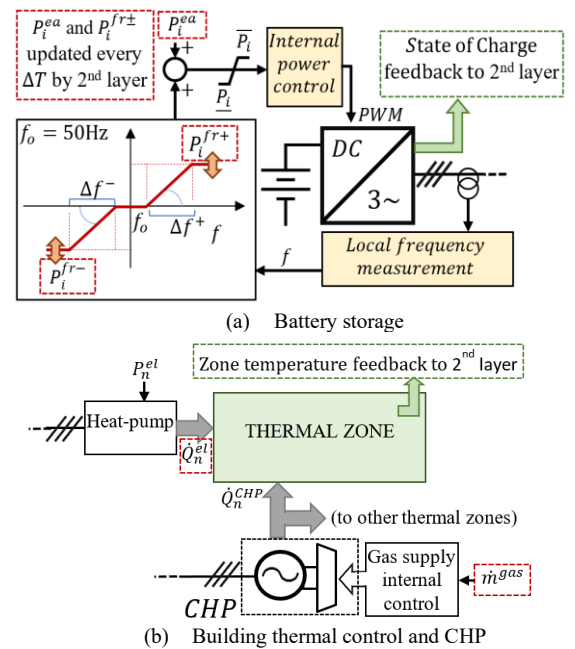 P_i^{ea} and P_i^{fr±}
updated every
ΔT by 2nd layer
P_i^{ea}
+
+
\overline{P_i}
\underline{P_i}
Internal
power
control
State of Charge
feedback to 2nd layer
PWM
DC
3~
f_o = 50Hz
P_i^{fr+}
Δf^-
f_o
Δf^+
f
P_i^{fr-}
f
Local frequency
measurement
(a) Battery storage
P_n^{el}
Zone temperature feedback to 2nd layer
Heat-pump
Q̇_n^{el}
THERMAL ZONE
Q̇_n^{CHP}
(to other thermal zones)
CHP
Gas supply
internal
control
ṁ^{gas}
(b) Building thermal control and CHP